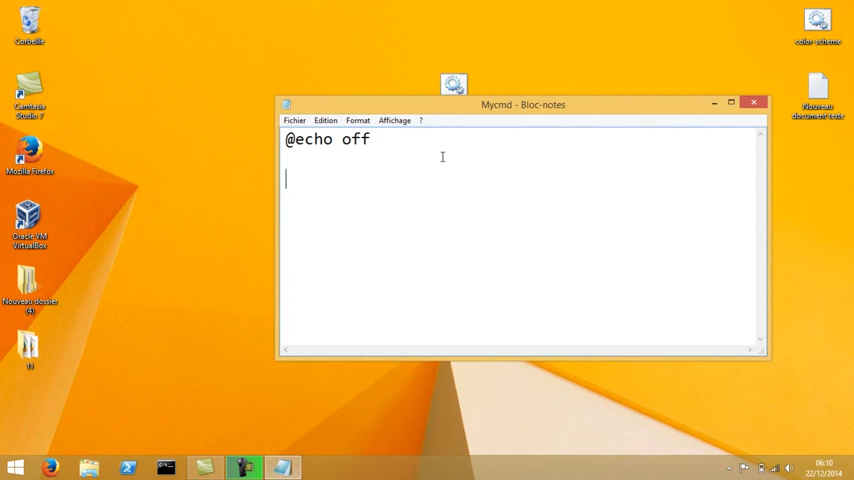 Corbeille
Camtasia
Studio 7
Mozilla Firefox
Oracle VM
VirtualBox
Nouveau dossier
(4)
11
color-scheme
Nouveau
document texte
Mycmd - Bloc-notes
Fichier Edition Format Affichage ?
@echo off
06:10
22/12/2014